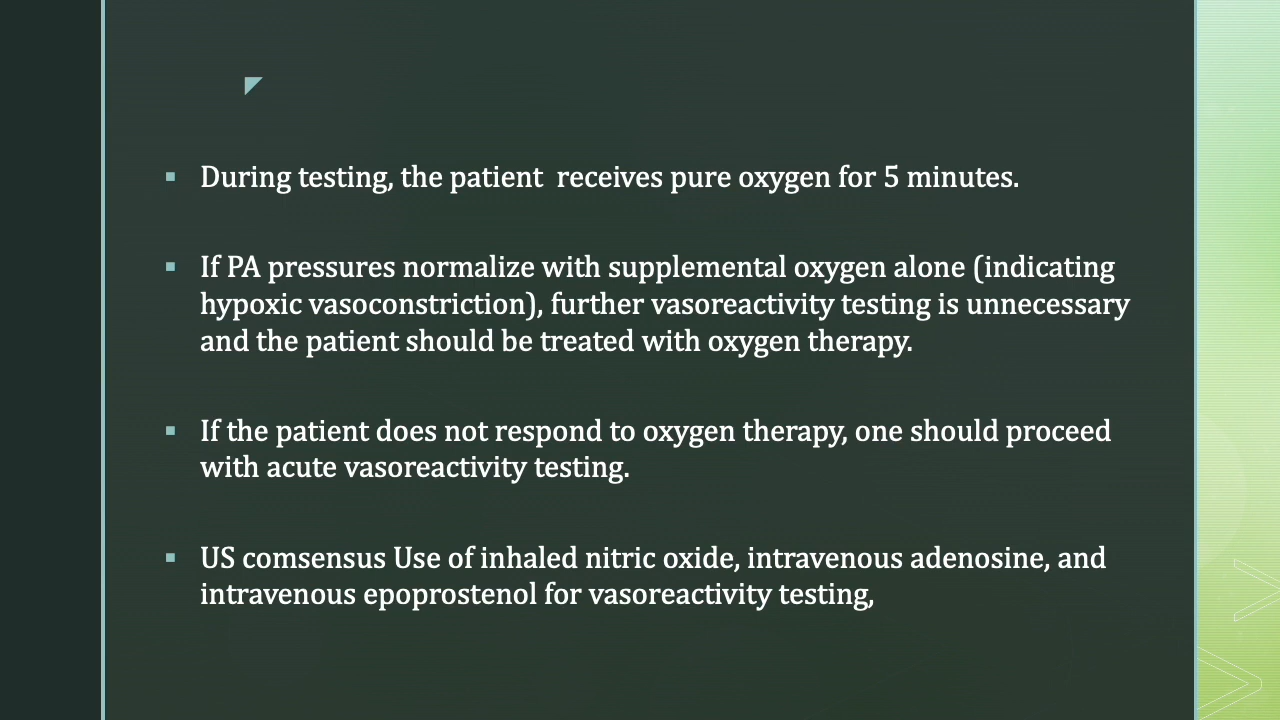 During testing, the patient  receives pure oxygen for 5 minutes.
If PA pressures normalize with supplemental oxygen alone (indicating
hypoxic vasoconstriction), further vasoreactivity testing is unnecessary
and the patient should be treated with oxygen therapy.
If the patient does not respond to oxygen therapy, one should proceed
with acute vasoreactivity testing.
US comsensus Use of inhaled nitric oxide, intravenous adenosine, and
intravenous epoprostenol for vasoreactivity testing,